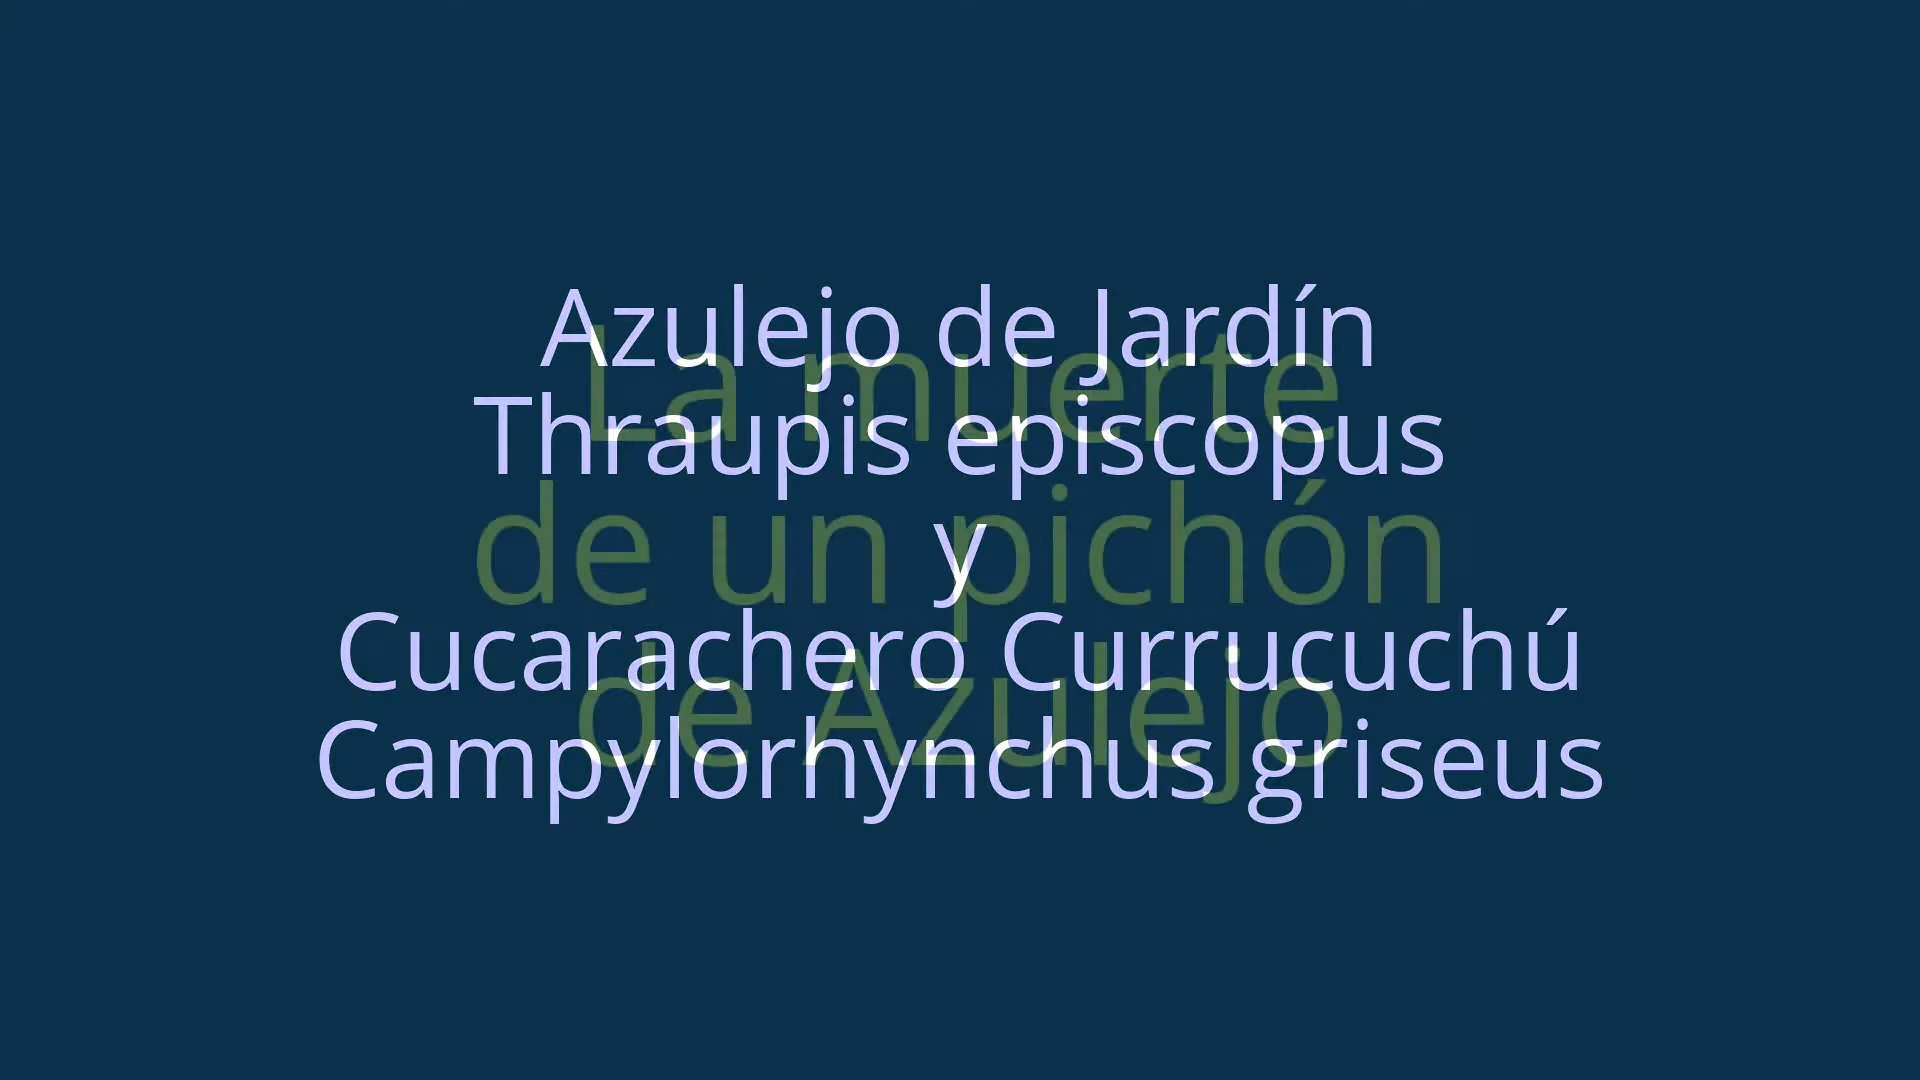 Azulejo de Jardín
Thraupis episcopus
y
Cucarachero Currucuchú
Campylorhynchus griseus
La muerte
de un pichón
de Azulejo